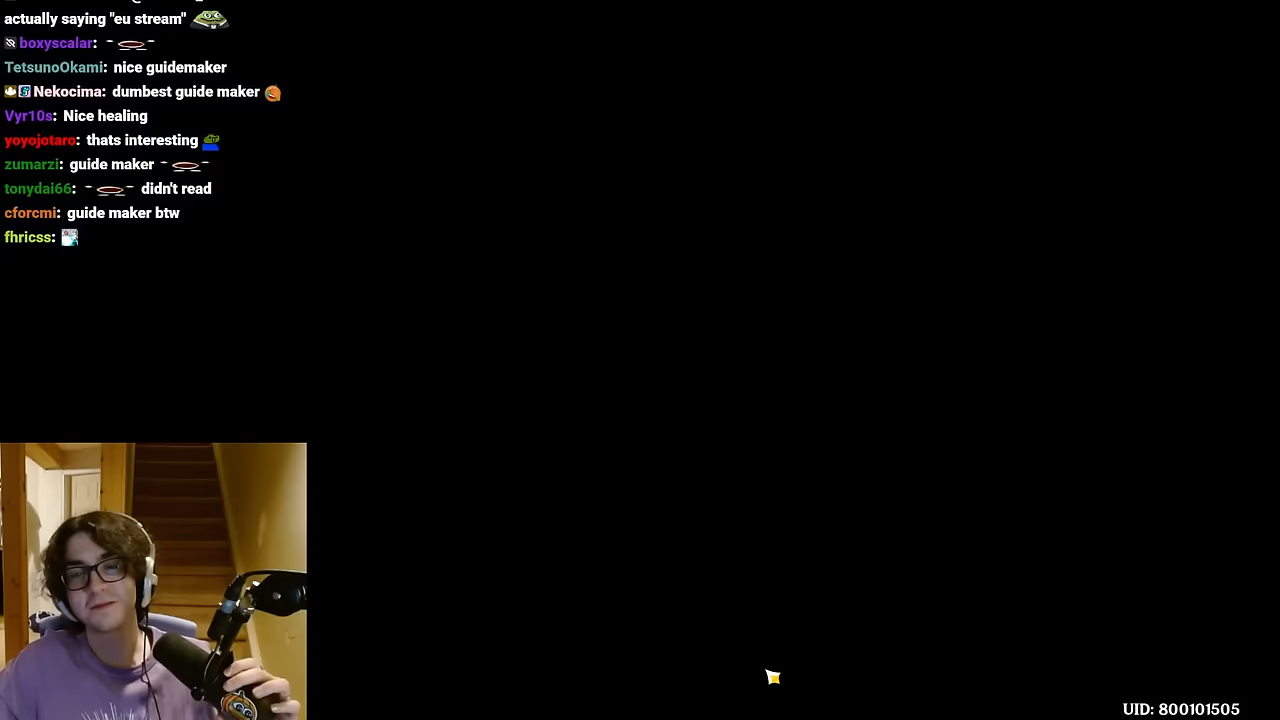 actually saying "eu stream"
boxyscalar:
TetsunoOkami: nice guidemaker
Nekocima: dumbest guide maker
Vyr10s: Nice healing
yoyojotaro: thats interesting
zumarzi: guide maker
tonydai66: didn't read
cforcmi: guide maker btw
fhricss:
UID: 800101505